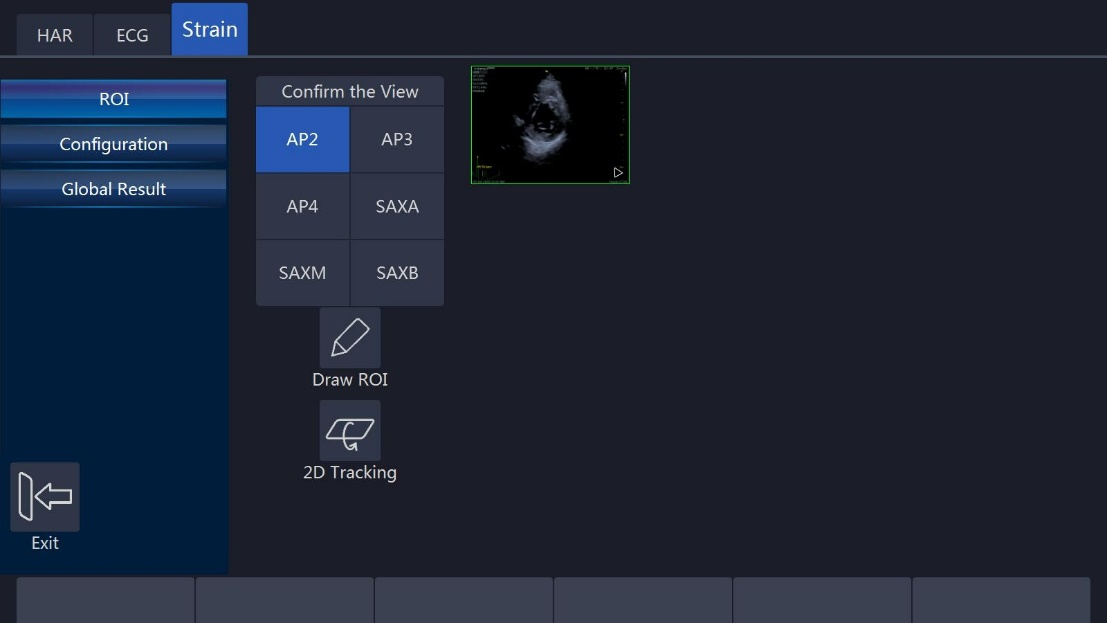 HAR
ECG
Strain
ROI
Configuration
Global Result
Confirm the View
AP2
AP3
AP4
SAXA
SAXM
SAXB
Draw ROI
2D Tracking
Exit